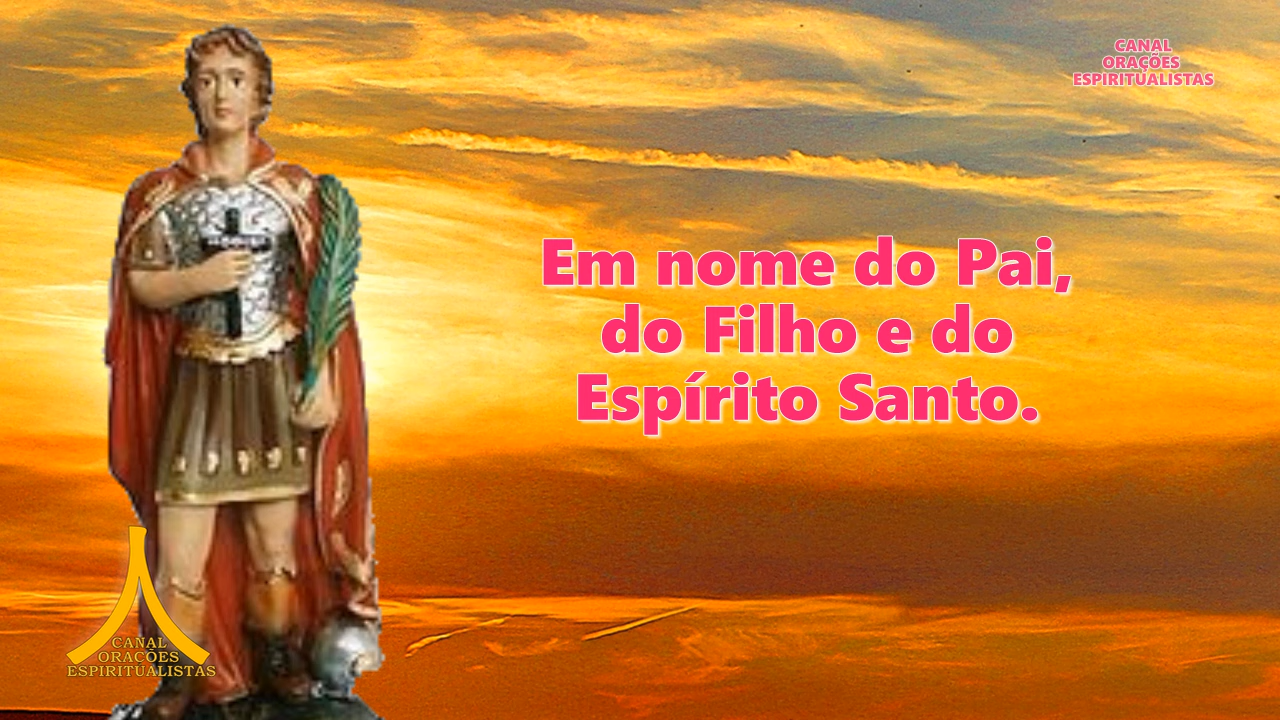 CANAL
ORAÇÕES
ESPIRITUALISTAS
Em nome do Pai,
do Filho e do
Espírito Santo.
CANAL
ORAÇÕES
ESPIRITUALISTAS